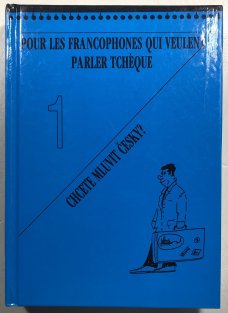 POUR LES FRANCOPHONES QUI VEULENT
PARLER TCHÈQUE
1
CHCETE MLUVIT ČESKY?